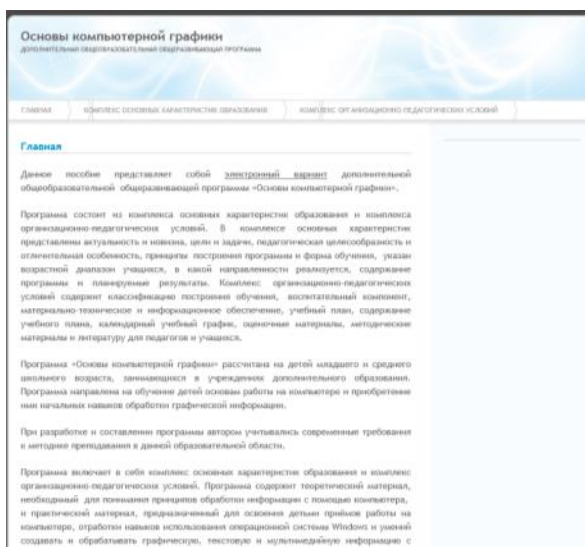 Основы компьютерной графики
ДОПОЛНИТЕЛЬНАЯ ОБЩЕОБРАЗОВАТЕЛЬНАЯ ОБЩЕРАЗВИВАЮЩАЯ ПРОГРАММА
ГЛАВНАЯ КОМПЛЕКС ОСНОВНЫХ ХАРАКТЕРИСТИК ОБРАЗОВАНИЯ КОМПЛЕКС ОРГАНИЗАЦИОННО-ПЕДАГОГИЧЕСКИХ УСЛОВИЙ
Главная
Данное пособие представляет собой электронный вариант дополнительной
общеобразовательной общеразвивающей программы «Основы компьютерной графики».
Программа состоит из комплекса основных характеристик образования и комплекса
организационно-педагогических условий. В комплексе основных характеристик
представлены актуальность и новизна, цели и задачи, педагогическая целесообразность и
отличительная особенность, принципы построения программы и форма обучения, указан
возрастной диапазон учащихся, в какой направленности реализуется, содержание
программы и планируемые результаты. Комплекс организационно-педагогических
условий содержит классификацию построения обучения, воспитательный компонент,
материально-техническое и информационное обеспечение, учебный план, содержание
учебного плана, календарный учебный график, оценочные материалы, методические
материалы и литературу для педагогов и учащихся.
Программа «Основы компьютерной графики» рассчитана на детей младшего и среднего
школьного возраста, занимающихся в учреждениях дополнительного образования.
Программа направлена на обучение детей основам работы на компьютере и приобретение
ими начальных навыков обработки графической информации.
При разработке и составлении программы автором учитывались современные требования
к методике преподавания в данной образовательной области.
Программа включает в себя комплекс основных характеристик образования и комплекс
организационно-педагогических условий. Программа содержит теоретический материал,
необходимый для понимания принципов обработки информации с помощью компьютера,
и практический материал, предназначенный для освоения детьми приёмов работы на
компьютере, отработки навыков использования операционной системы Windows и умений
создавать и обрабатывать графическую, текстовую и мультимедийную информацию с